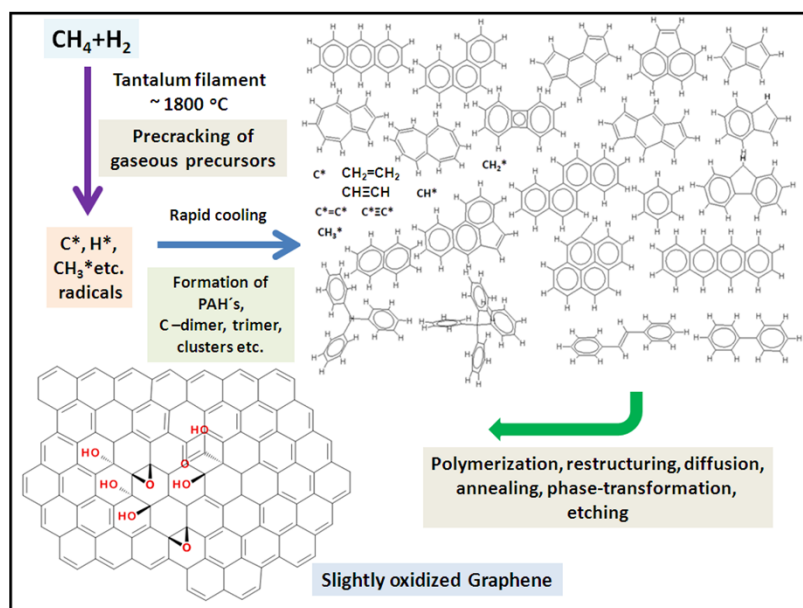 CH₄+H₂
Tantalum filament
~ 1800 °C
Precracking of
gaseous precursors
C*, H*,
CH₃* etc.
radicals
Rapid cooling
Formation of
PAH´s,
C –dimer, trimer,
clusters etc.
C*
CH₂=CH₂
CH≡CH
CH*
CH₂*
C*=C*
C*≡C*
CH₃*
Polymerization, restructuring, diffusion,
annealing, phase-transformation,
etching
HO
HO
HO
HO
O
O
O
Slightly oxidized Graphene